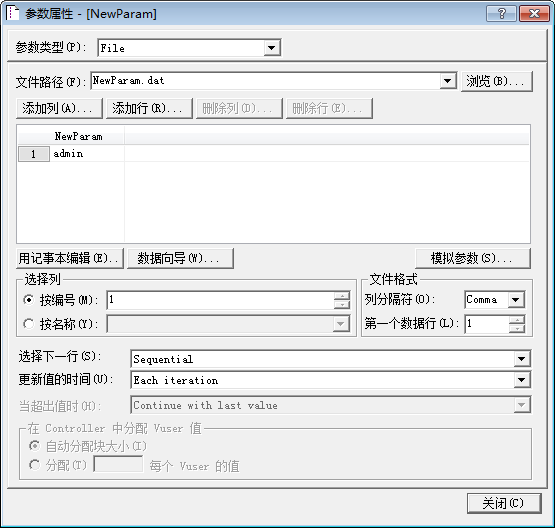 参数属性 - [NewParam]
参数类型(P): File
文件路径(F): NewParam.dat 浏览(B)...
添加列(A)... 添加行(R)... 删除列(D)... 删除行(E)...
NewParam
1 admin
用记事本编辑(E).. 数据向导(W)... 模拟参数(S)...
选择列 文件格式
按编号(M): 1 列分隔符(O): Comma
按名称(Y): 第一个数据行(L): 1
选择下一行(S): Sequential
更新值的时间(U): Each iteration
当超出值时(H): Continue with last value
在 Controller 中分配 Vuser 值
自动分配块大小(I)
分配(T) 每个 Vuser 的值
关闭(C)